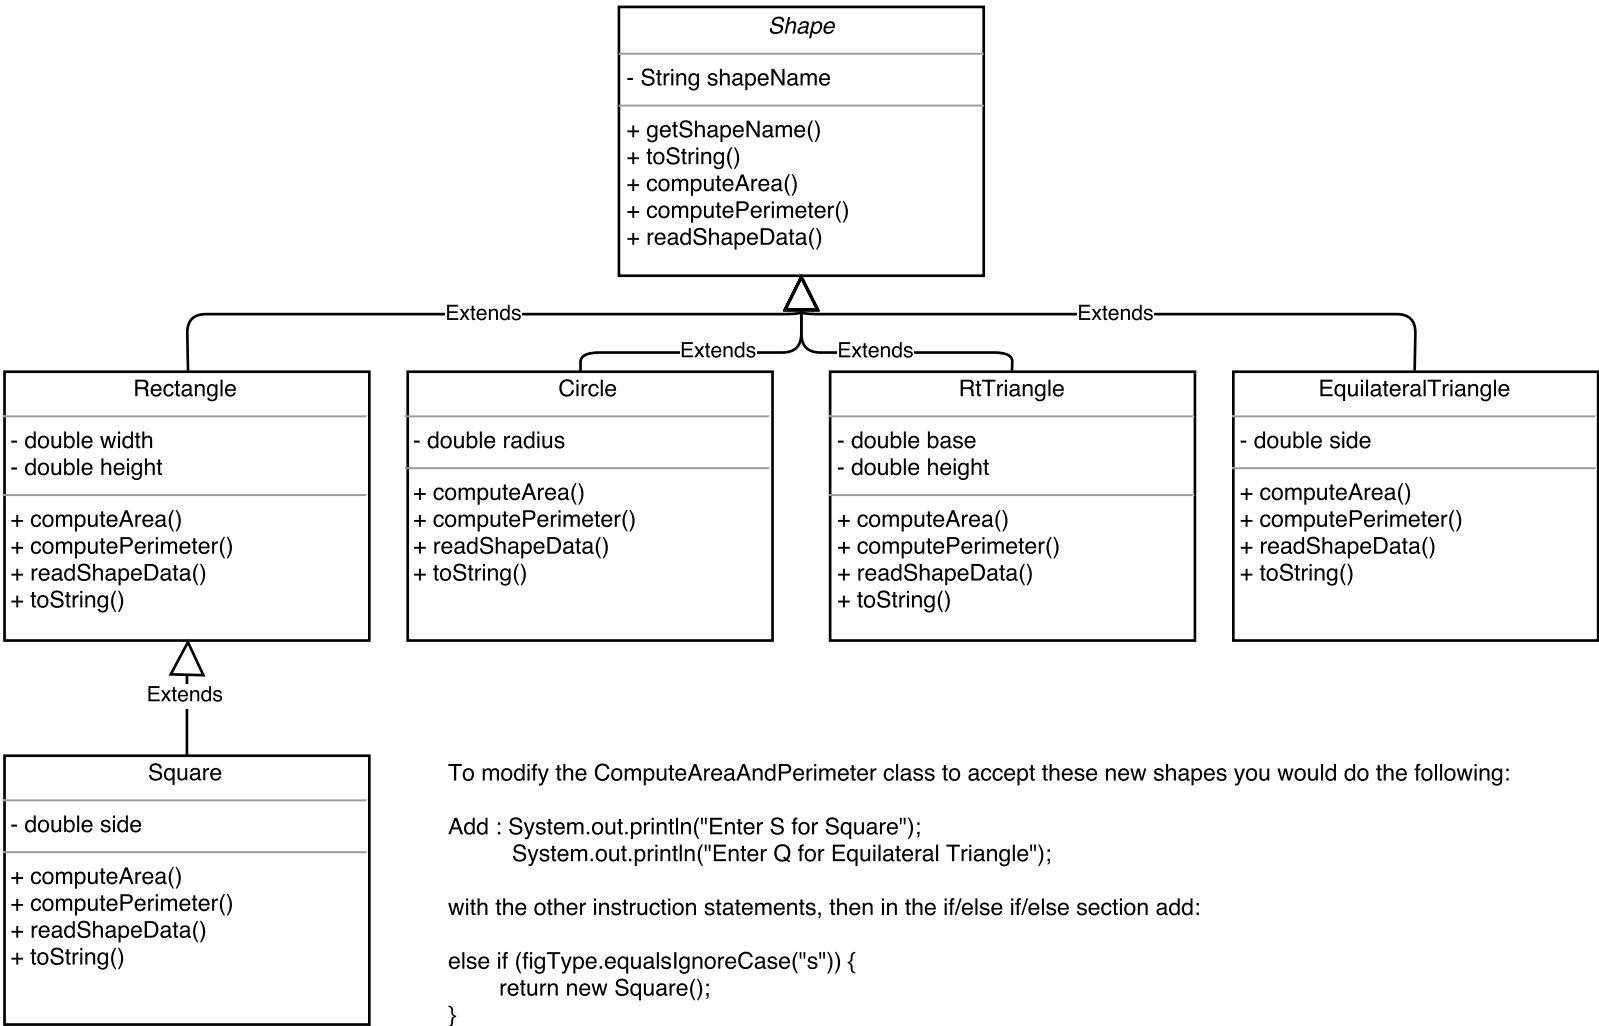 Shape
- String shapeName
+ getShapeName()
+ toString()
+ computeArea()
+ computePerimeter()
+ readShapeData()
Extends
Extends
Extends
Extends
Rectangle
- double width
- double height
+ computeArea()
+ computePerimeter()
+ readShapeData()
+ toString()
Circle
- double radius
+ computeArea()
+ computePerimeter()
+ readShapeData()
+ toString()
RtTriangle
- double base
- double height
+ computeArea()
+ computePerimeter()
+ readShapeData()
+ toString()
EquilateralTriangle
- double side
+ computeArea()
+ computePerimeter()
+ readShapeData()
+ toString()
Extends
Square
- double side
+ computeArea()
+ computePerimeter()
+ readShapeData()
+ toString()
To modify the ComputeAreaAndPerimeter class to accept these new shapes you would do the following:
Add : System.out.println("Enter S for Square");
System.out.println("Enter Q for Equilateral Triangle");
with the other instruction statements, then in the if/else if/else section add:
else if (figType.equalsIgnoreCase("s")) {
return new Square();
}